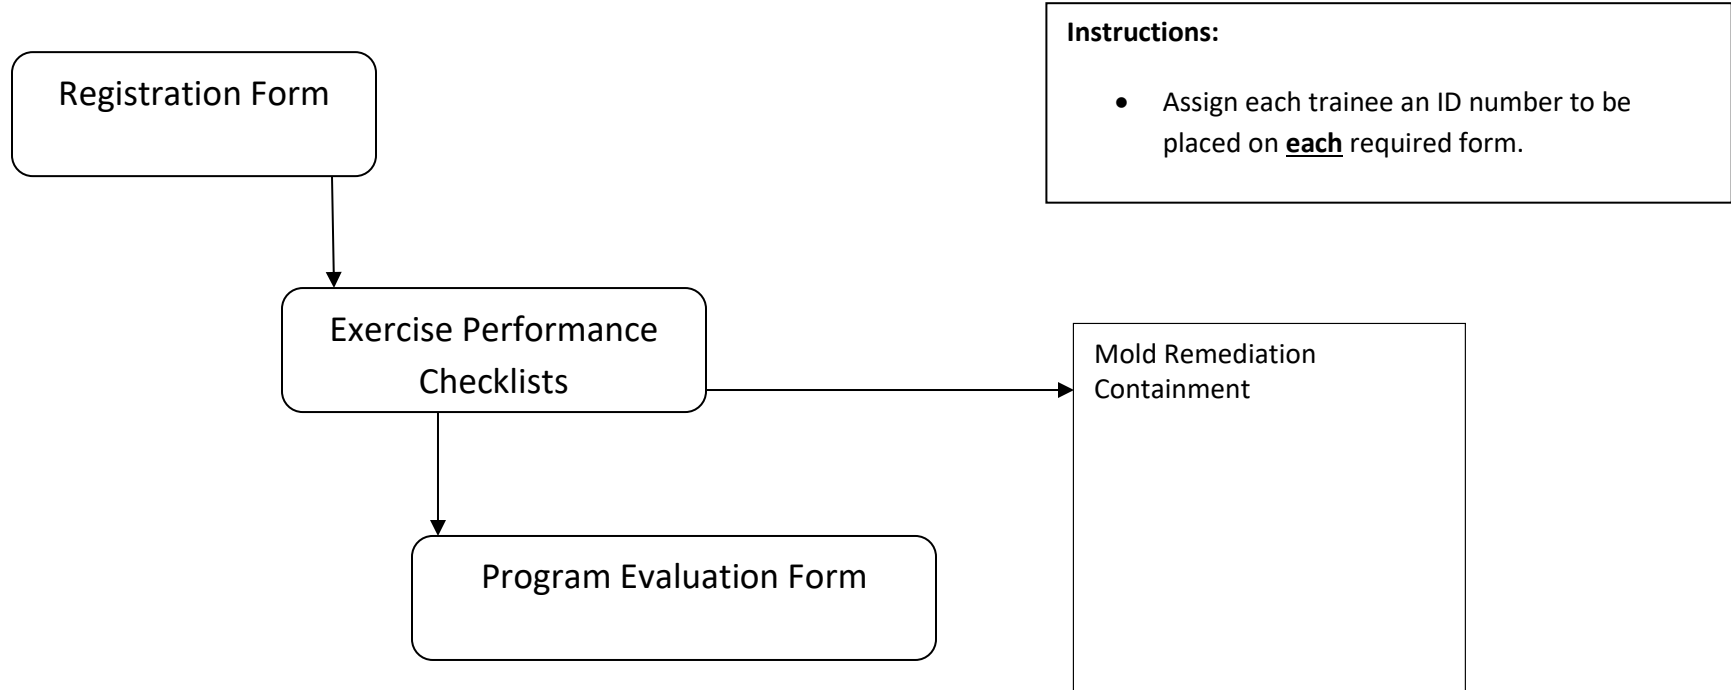 Instructions:
• Assign each trainee an ID number to be
placed on each required form.
Registration Form
Exercise Performance
Checklists
Mold Remediation
Containment
Program Evaluation Form